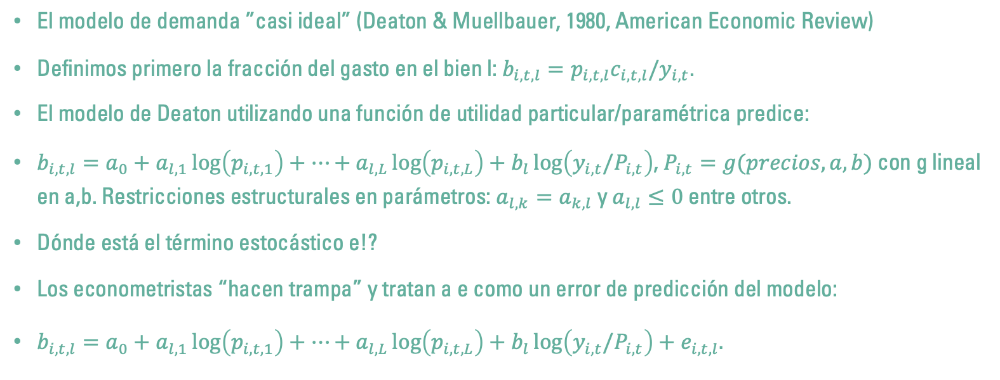 • El modelo de demanda ”casi ideal” (Deaton & Muellbauer, 1980, American Economic Review)
• Definimos primero la fracción del gasto en el bien l: $b_{i,t,l} = p_{i,t,l}c_{i,t,l}/y_{i,t}$.
• El modelo de Deaton utilizando una función de utilidad particular/paramétrica predice:
• $b_{i,t,l} = a_0 + a_{l,1}\log(p_{i,t,1}) + \cdots + a_{l,L}\log(p_{i,t,L}) + b_l\log(y_{i,t}/P_{i,t})$, $P_{i,t} = g(precios, a, b)$ con g lineal
en a,b. Restricciones estructurales en parámetros: $a_{l,k} = a_{k,l}$ y $a_{l,l} \leq 0$ entre otros.
• Dónde está el término estocástico e!?
• Los econometristas “hacen trampa” y tratan a e como un error de predicción del modelo:
• $b_{i,t,l} = a_0 + a_{l,1}\log(p_{i,t,1}) + \cdots + a_{l,L}\log(p_{i,t,L}) + b_l\log(y_{i,t}/P_{i,t}) + e_{i,t,l}$.